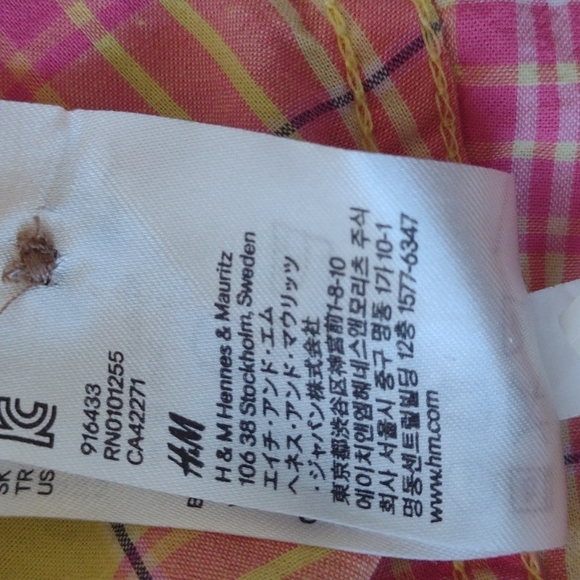 SK
TR
US
916433
RN0101255
CA42271
H&M
H & M Hennes & Mauritz
106 38 Stockholm, Sweden
エイチ・アンド・エム
ヘネス・アンド・マウリッツ
・ジャパン株式会社
東京都渋谷区神宮前1-8-10
에이치앤엠헤네스앤모리츠 주식
회사 서울시 중구 명동 1가 10-1
명동센트럴빌딩 12층 1577-6347
www.hm.com